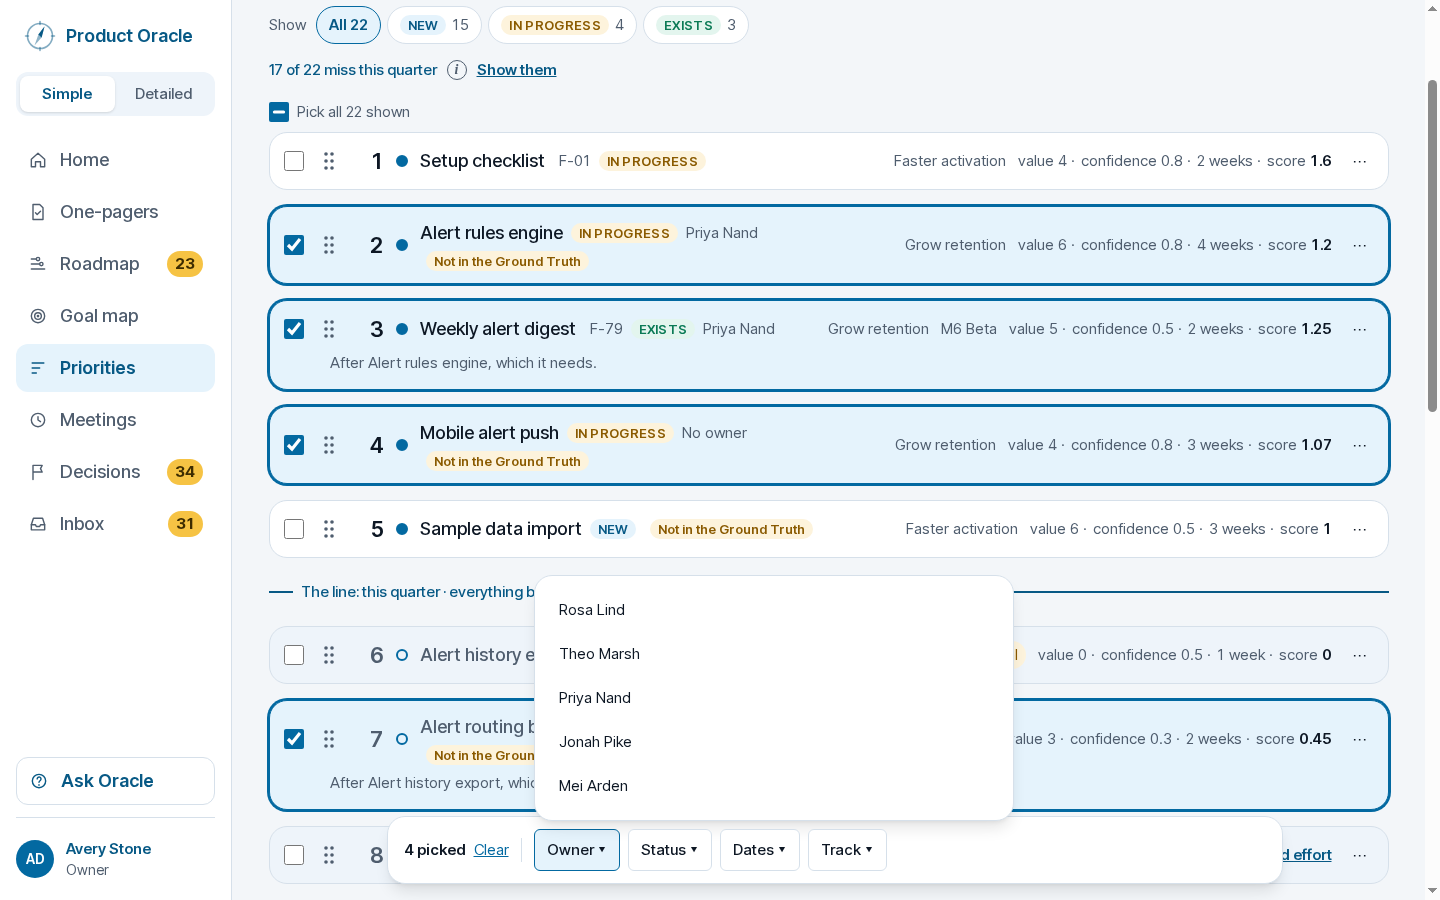 Product Oracle
Simple
Detailed
Home
One-pagers
Roadmap 23
Goal map
Priorities
Meetings
Decisions 34
Inbox 31
Ask Oracle
AD
Avery Stone
Owner
Show All 22 NEW 15 IN PROGRESS 4 EXISTS 3
17 of 22 miss this quarter i Show them
Pick all 22 shown
1 Setup checklist F-01 IN PROGRESS Faster activation value 4 · confidence 0.8 · 2 weeks · score 1.6 ···
2 Alert rules engine IN PROGRESS Priya Nand Grow retention value 6 · confidence 0.8 · 4 weeks · score 1.2 ···
Not in the Ground Truth
3 Weekly alert digest F-79 EXISTS Priya Nand Grow retention M6 Beta value 5 · confidence 0.5 · 2 weeks · score 1.25 ···
After Alert rules engine, which it needs.
4 Mobile alert push IN PROGRESS No owner Grow retention value 4 · confidence 0.8 · 3 weeks · score 1.07 ···
Not in the Ground Truth
5 Sample data import NEW Not in the Ground Truth Faster activation value 6 · confidence 0.5 · 3 weeks · score 1 ···
The line: this quarter · everything
Rosa Lind
Theo Marsh
Priya Nand
Jonah Pike
Mei Arden
6 Alert history value 0 · confidence 0.5 · 1 week · score 0 ···
7 Alert routing 3 · confidence 0.3 · 2 weeks · score 0.45 ···
Not in the
After Alert history export,
8 effort ···
4 picked Clear Owner ▾ Status ▾ Dates ▾ Track ▾